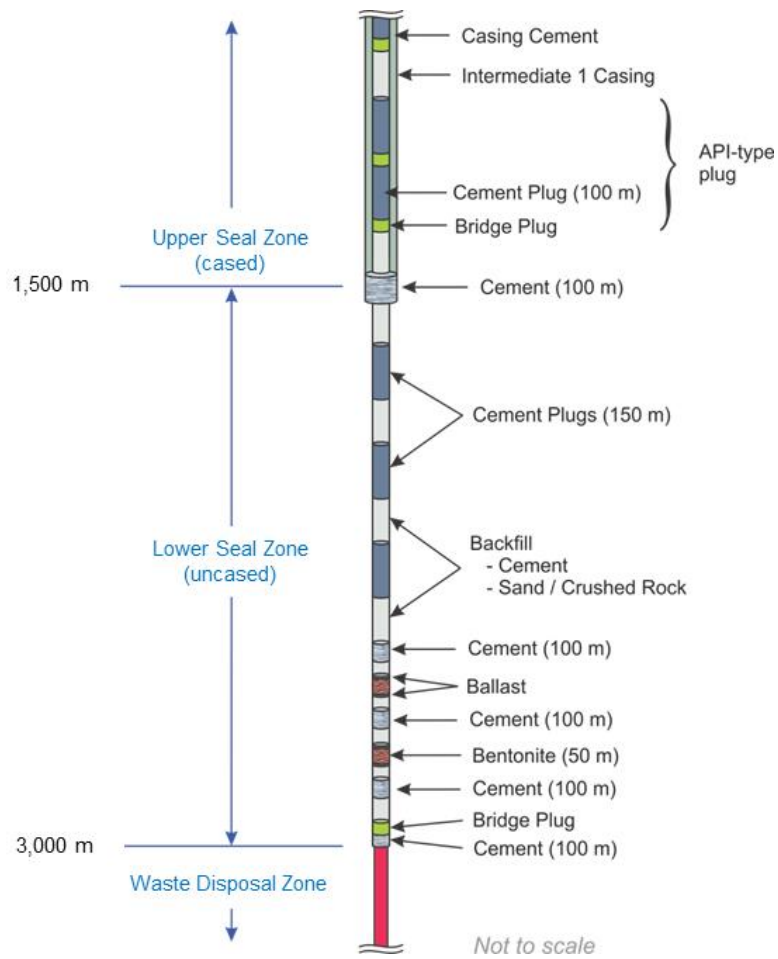 Casing Cement
Intermediate 1 Casing
API-type
plug
Cement Plug (100 m)
Bridge Plug
Upper Seal Zone
(cased)
1,500 m
Cement (100 m)
Cement Plugs (150 m)
Lower Seal Zone
(uncased)
Backfill
- Cement
- Sand / Crushed Rock
Cement (100 m)
Ballast
Cement (100 m)
Bentonite (50 m)
Cement (100 m)
Bridge Plug
3,000 m
Cement (100 m)
Waste Disposal Zone
Not to scale